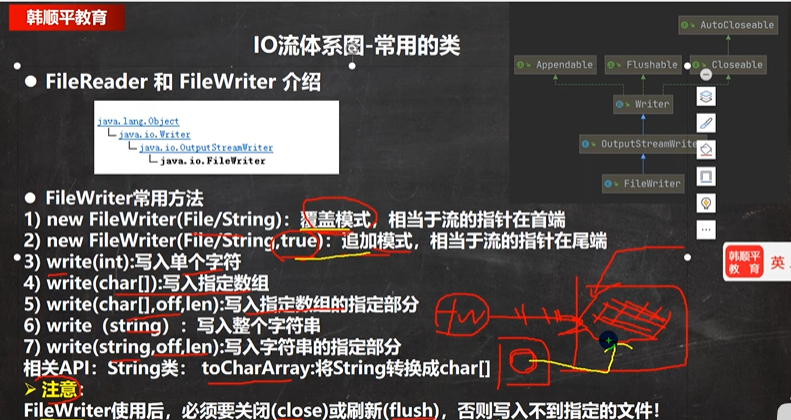 韩顺平教育
IO流体系图-常用的类
AutoCloseable
Appendable
Flushable
Closeable
Writer
OutputStreamWrite
FileWriter
● FileReader 和 FileWriter 介绍
java.lang.Object
java.io.Writer
java.io.OutputStreamWriter
java.io.FileWriter
● FileWriter常用方法
1) new FileWriter(File/String)：覆盖模式，相当于流的指针在首端
2) new FileWriter(File/String,true)：追加模式，相当于流的指针在尾端
3) write(int):写入单个字符
4) write(char[]):写入指定数组
5) write(char[],off,len):写入指定数组的指定部分
6) write（string）：写入整个字符串
7) write(string,off,len):写入字符串的指定部分
相关API：String类： toCharArray:将String转换成char[]
➢ 注意:
FileWriter使用后，必须要关闭(close)或刷新(flush)，否则写入不到指定的文件！
韩顺平
教 育
英